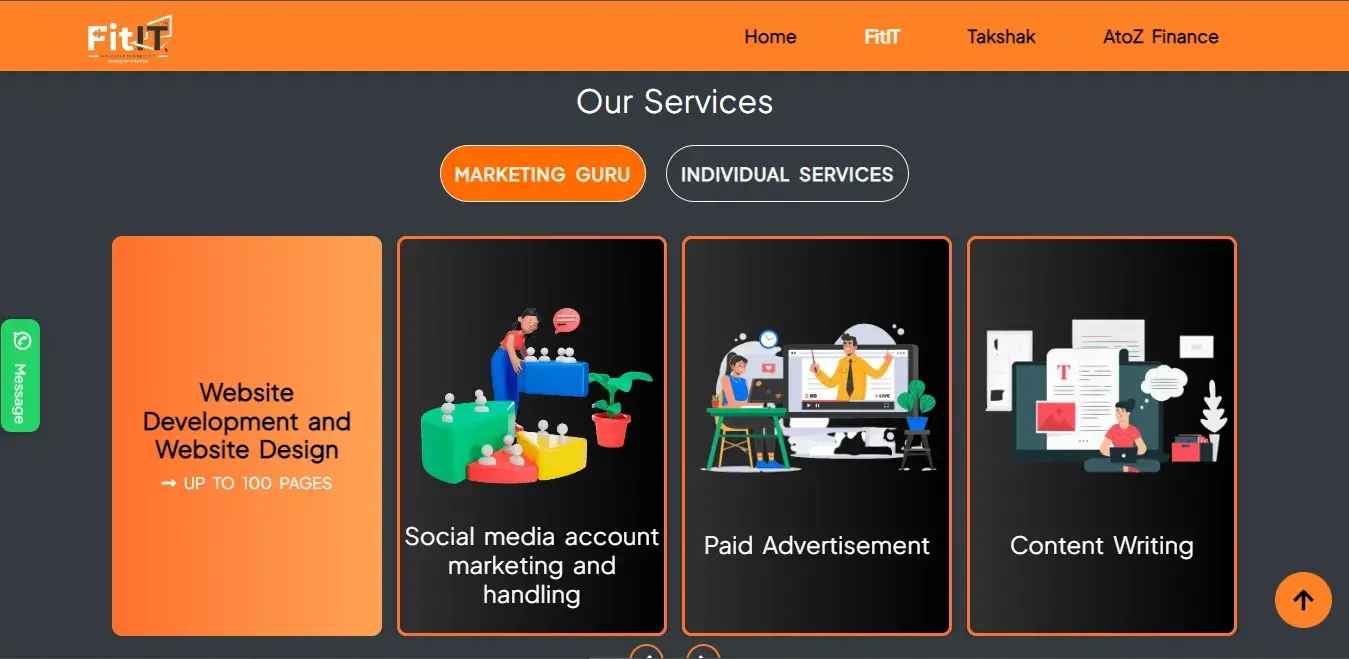 FitIT
Home
FitIT
Takshak
AtoZ Finance
Our Services
MARKETING GURU
INDIVIDUAL SERVICES
Website
Development and
Website Design
→ UP TO 100 PAGES
Social media account
marketing and
handling
Paid Advertisement
Content Writing
T
LIVE
Message